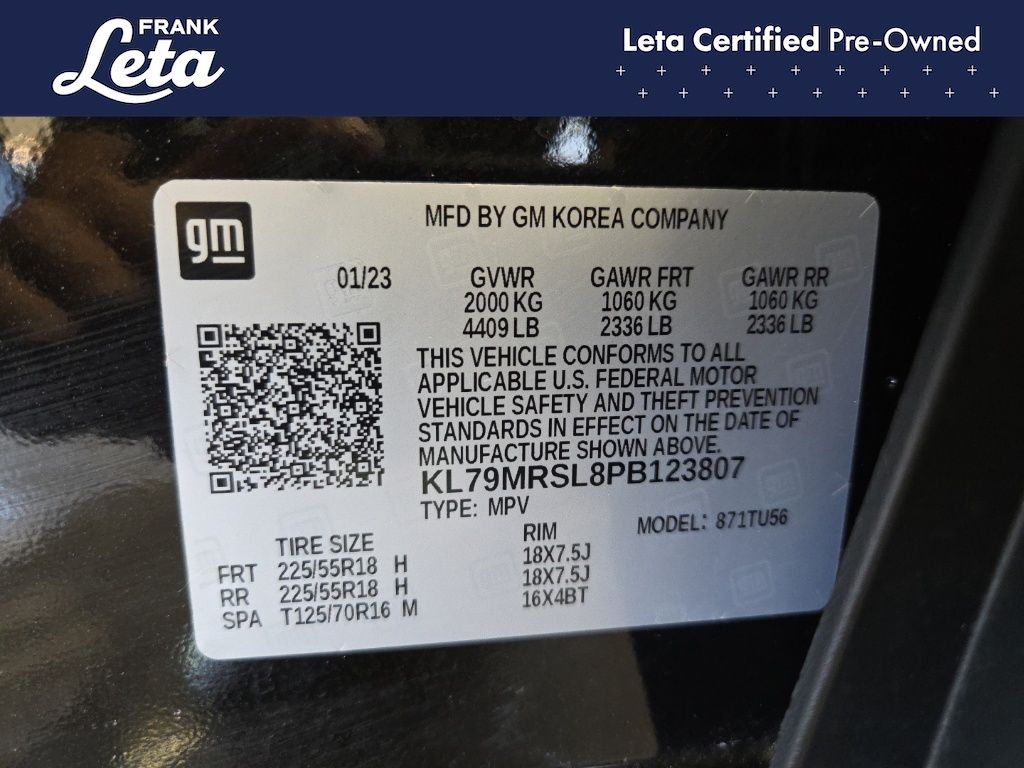 FRANK
Leta
Leta Certified Pre-Owned
gm
MFD BY GM KOREA COMPANY
01/23 GVWR GAWR FRT GAWR RR
2000 KG 1060 KG 1060 KG
4409 LB 2336 LB 2336 LB
THIS VEHICLE CONFORMS TO ALL
APPLICABLE U.S. FEDERAL MOTOR
VEHICLE SAFETY AND THEFT PREVENTION
STANDARDS IN EFFECT ON THE DATE OF
MANUFACTURE SHOWN ABOVE.
KL79MRSL8PB123807
TYPE: MPV MODEL: 871TU56
TIRE SIZE RIM
FRT 225/55R18 H 18X7.5J
RR 225/55R18 H 18X7.5J
SPA T125/70R16 M 16X4BT